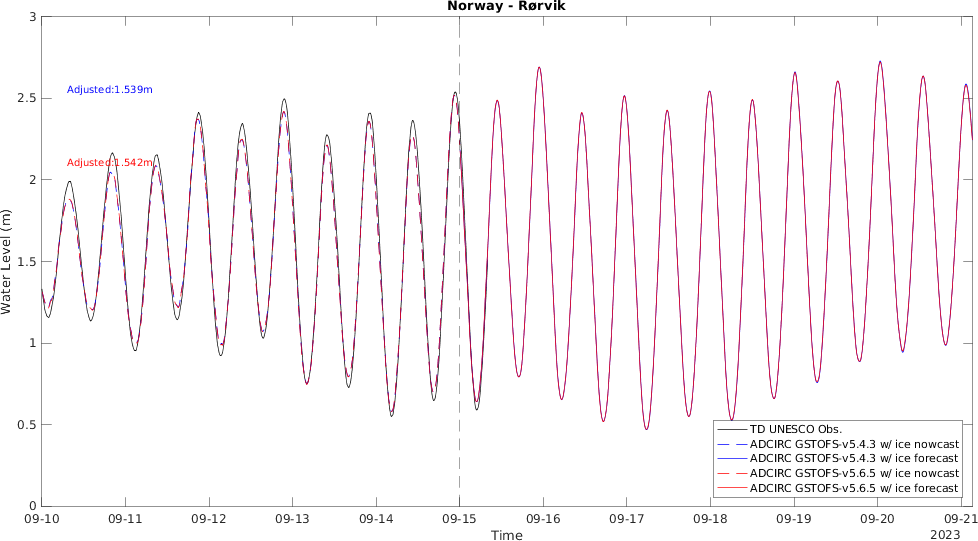 Norway - Rørvik
3
2.5
2
1.5
1
0.5
0
Water Level (m)
Adjusted:1.539m
Adjusted:1.542m
TD UNESCO Obs.
ADCIRC GSTOFS-v5.4.3 w/ ice nowcast
ADCIRC GSTOFS-v5.4.3 w/ ice forecast
ADCIRC GSTOFS-v5.6.5 w/ ice nowcast
ADCIRC GSTOFS-v5.6.5 w/ ice forecast
09-10 09-11 09-12 09-13 09-14 09-15 09-16 09-17 09-18 09-19 09-20 09-21
Time
2023